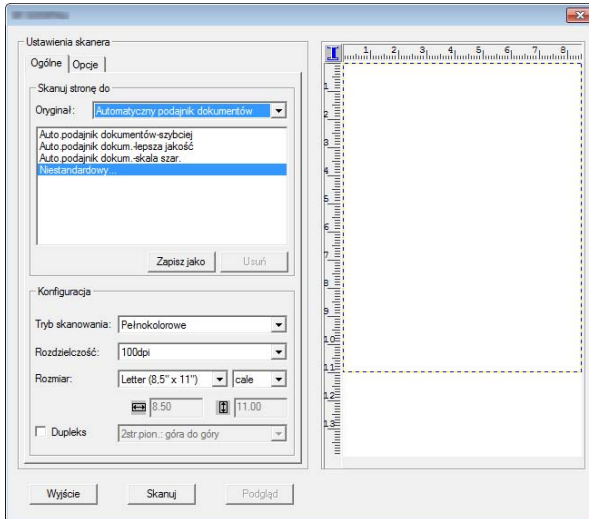 Ustawienia skanera
Ogólne Opcje
Skanuj stronę do
Oryginał: Automatyczny podajnik dokumentów
Auto.podajnik dokumentów-szybciej
Auto.podajnik dokum.-lepsza jakość
Auto.podajnik dokum.-skala szar.
Niestandardowy...
Zapisz jako Usuń
Konfiguracja
Tryb skanowania: Pełnokolorowe
Rozdzielczość: 100dpi
Rozmiar: Letter (8,5" x 11") cale
8.50 11.00
Dupleks 2str.pion.: góra do góry
Wyjście Skanuj Podgląd
1 2 3 4 5 6 7 8
1
2
3
4
5
6
7
8
9
10
11
12
13